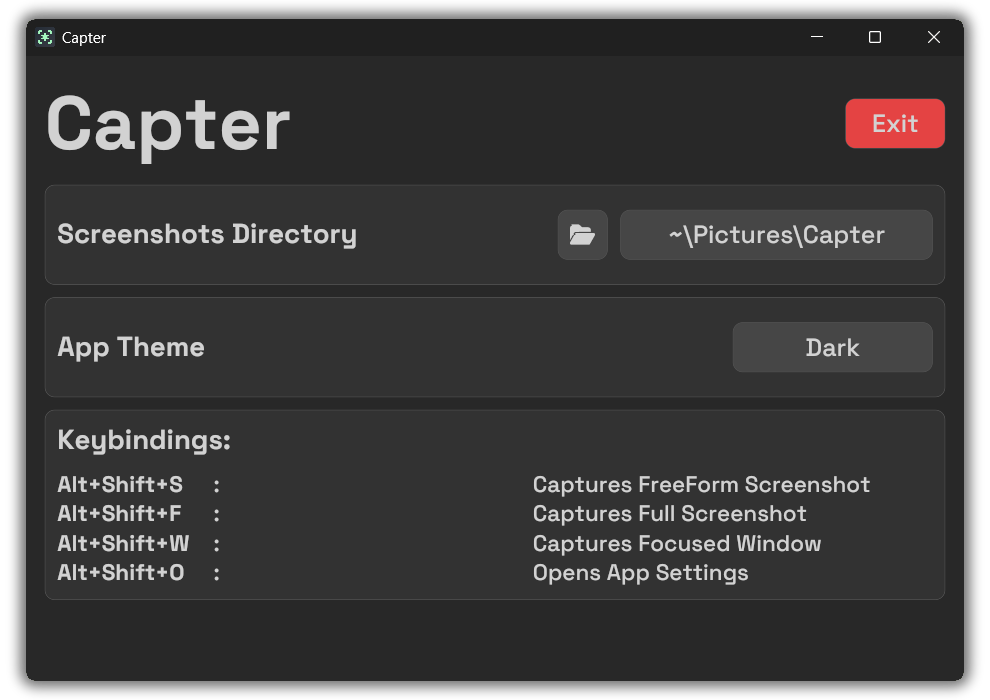 Capter
Capter
Exit
Screenshots Directory
~\Pictures\Capter
App Theme
Dark
Keybindings:
Alt+Shift+S : Captures FreeForm Screenshot
Alt+Shift+F : Captures Full Screenshot
Alt+Shift+W : Captures Focused Window
Alt+Shift+O : Opens App Settings